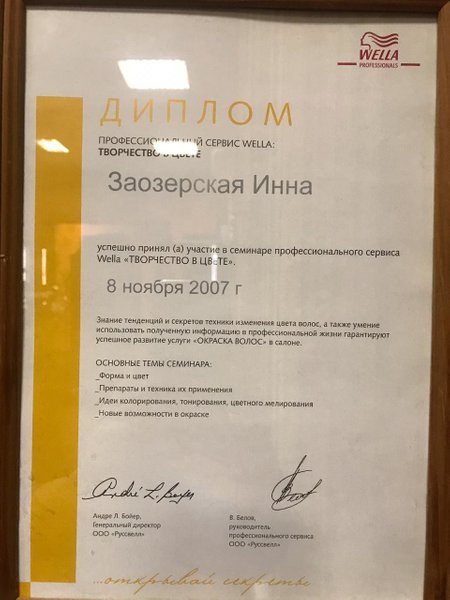 WELLA
PROFESSIONALS
ДИПЛОМ
ПРОФЕССИОНАЛЬНЫЙ СЕРВИС WELLA:
ТВОРЧЕСТВО В ЦВЕТЕ
Заозерская Инна
успешно принял (а) участие в семинаре профессионального сервиса
Wella «ТВОРЧЕСТВО В ЦВЕТЕ».
8 ноября 2007 г
Знание тенденций и секретов техники изменения цвета волос, а также умение
использовать полученную информацию в профессиональной жизни гарантируют
успешное развитие услуги «ОКРАСКА ВОЛОС» в салоне.
ОСНОВНЫЕ ТЕМЫ СЕМИНАРА:
_Форма и цвет
_Препараты и техника их применения
_Идеи колорирования, тонирования, цветного мелирования
_Новые возможности в окраске
André L. Boyer
Андре Л. Бойер,
Генеральный директор
ООО «Руссвелл»
В. Белов,
руководитель
профессионального сервиса
ООО «Руссвелл»
...открывай секреты